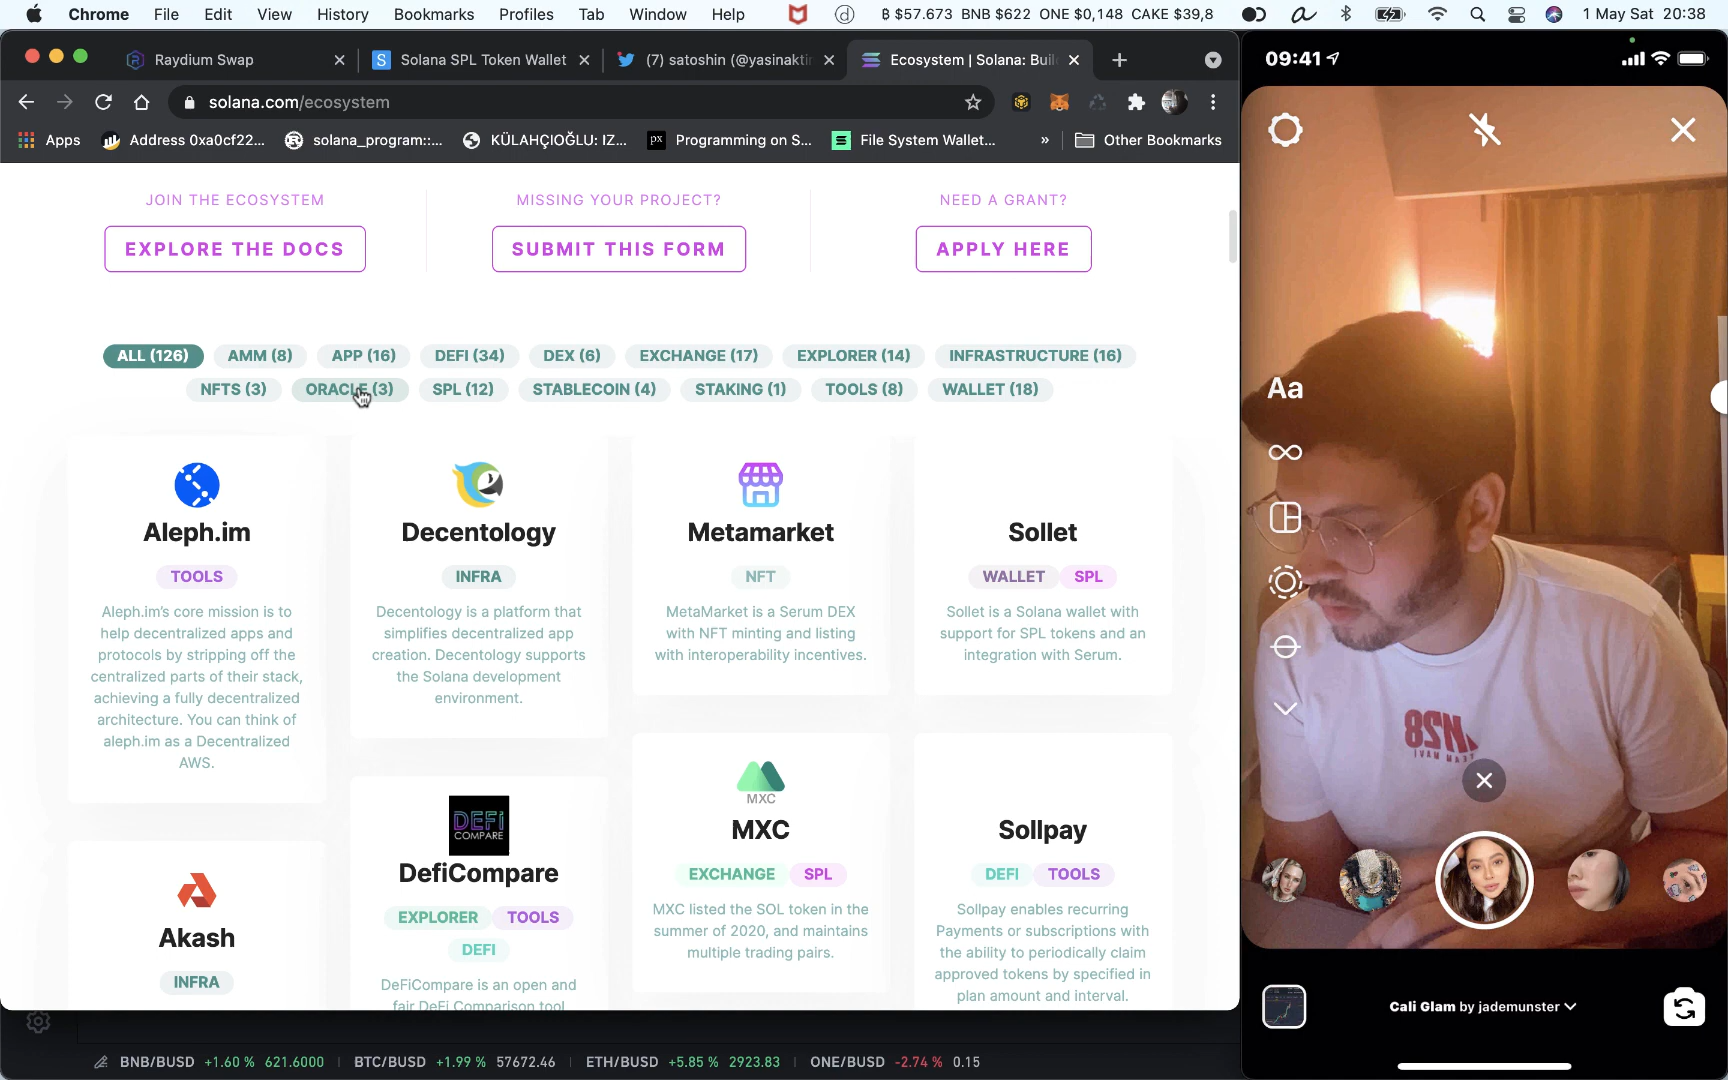 Chrome File Edit View History Bookmarks Profiles Tab Window Help ₿ $57.673 BNB $622 ONE $0,148 CAKE $39,8 1 May Sat 20:38
Raydium Swap Solana SPL Token Wallet (7) satoshin (@yasinaktin Ecosystem | Solana: Buil
solana.com/ecosystem
Apps Address 0xa0cf22... solana_program::... KÜLAHÇIOĞLU: IZ... px Programming on S... File System Wallet... » Other Bookmarks
JOIN THE ECOSYSTEM MISSING YOUR PROJECT? NEED A GRANT?
EXPLORE THE DOCS SUBMIT THIS FORM APPLY HERE
ALL (126) AMM (8) APP (16) DEFI (34) DEX (6) EXCHANGE (17) EXPLORER (14) INFRASTRUCTURE (16)
NFTS (3) ORACLE (3) SPL (12) STABLECOIN (4) STAKING (1) TOOLS (8) WALLET (18)
Aleph.im
TOOLS
Aleph.im's core mission is to
help decentralized apps and
protocols by stripping off the
centralized parts of their stack,
achieving a fully decentralized
architecture. You can think of
aleph.im as a Decentralized
AWS.
Akash
INFRA
Decentology
INFRA
Decentology is a platform that
simplifies decentralized app
creation. Decentology supports
the Solana development
environment.
DEFI
COMPARE
DefiCompare
EXPLORER TOOLS
DEFI
DeFiCompare is an open and
fair DeFi Comparison tool
Metamarket
NFT
MetaMarket is a Serum DEX
with NFT minting and listing
with interoperability incentives.
MXC
MXC
EXCHANGE SPL
MXC listed the SOL token in the
summer of 2020, and maintains
multiple trading pairs.
Sollet
WALLET SPL
Sollet is a Solana wallet with
support for SPL tokens and an
integration with Serum.
Sollpay
DEFI TOOLS
Sollpay enables recurring
Payments or subscriptions with
the ability to periodically claim
approved tokens by specified in
plan amount and interval.
BNB/BUSD +1.60 % 621.6000 BTC/BUSD +1.99 % 57672.46 ETH/BUSD +5.85 % 2923.83 ONE/BUSD -2.74 % 0.15
09:41
Aa
Cali Glam by jademunster